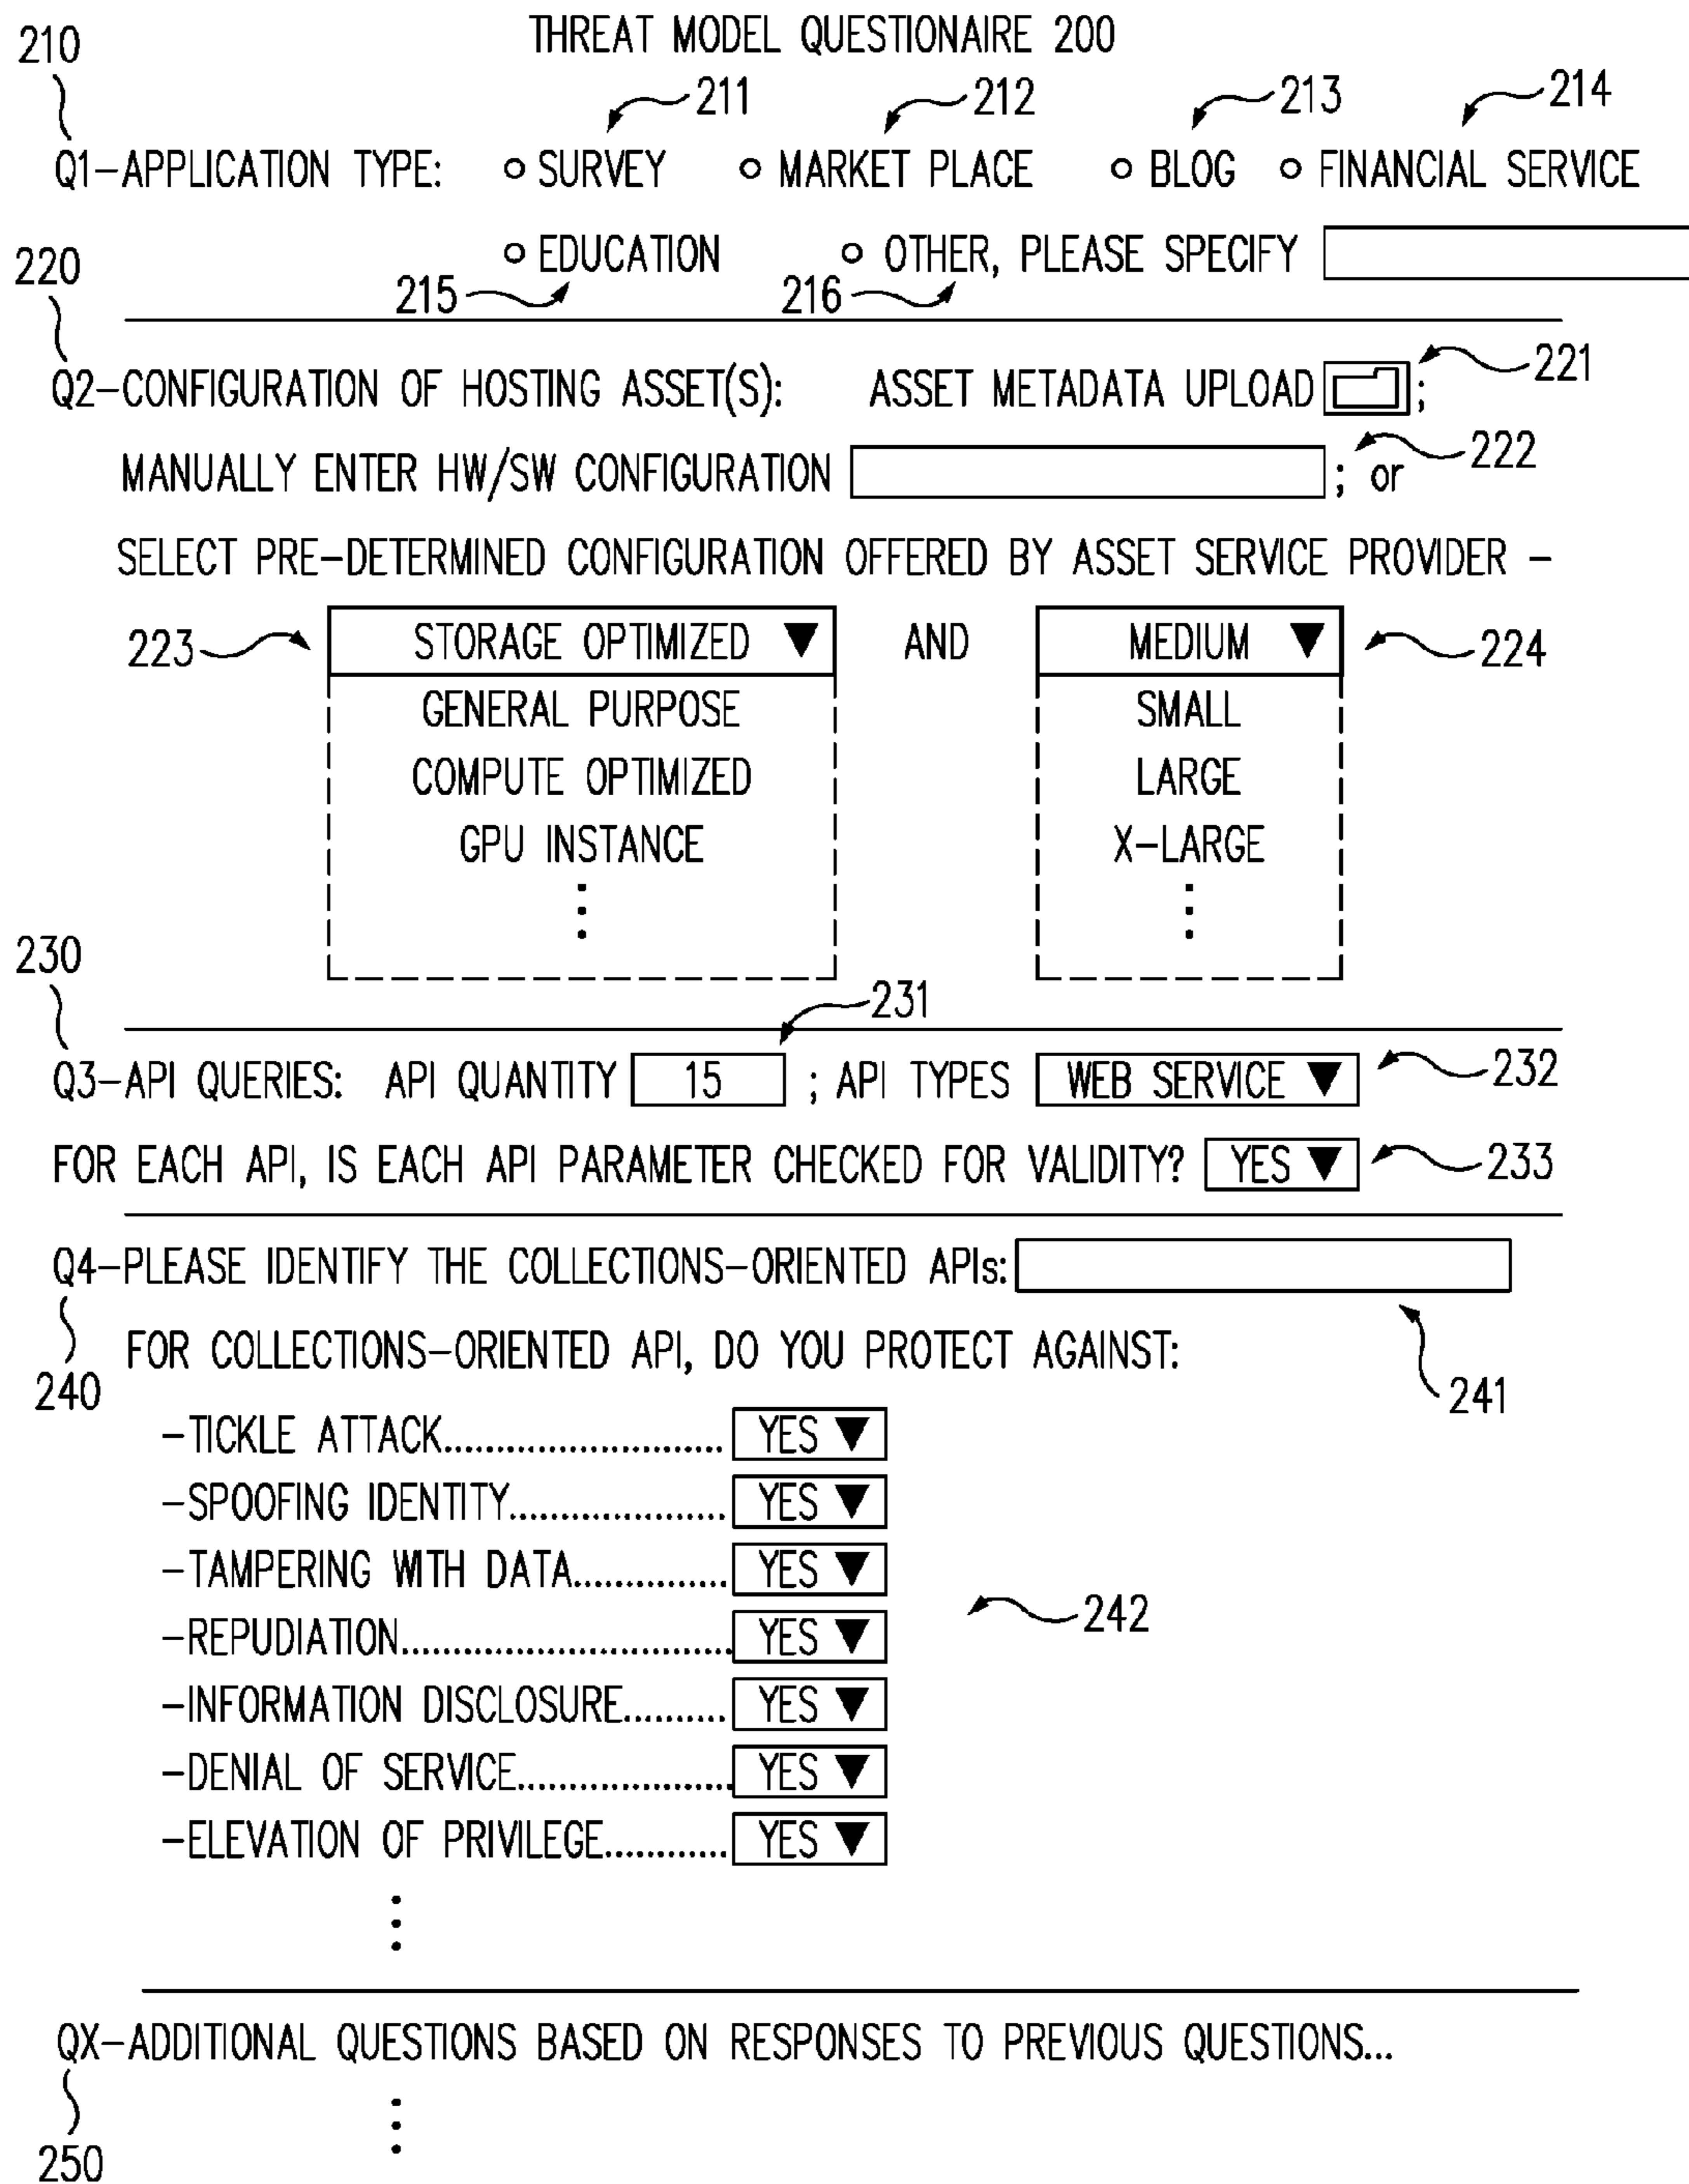 THREAT MODEL QUESTIONAIRE 200
210
211 212 213 214
Q1-APPLICATION TYPE: ○ SURVEY ○ MARKET PLACE ○ BLOG ○ FINANCIAL SERVICE
○ EDUCATION ○ OTHER, PLEASE SPECIFY
220
215 216
221
Q2-CONFIGURATION OF HOSTING ASSET(S): ASSET METADATA UPLOAD ;
MANUALLY ENTER HW/SW CONFIGURATION ; or 222
SELECT PRE-DETERMINED CONFIGURATION OFFERED BY ASSET SERVICE PROVIDER -
223 STORAGE OPTIMIZED ▼ AND MEDIUM ▼ 224
GENERAL PURPOSE SMALL
COMPUTE OPTIMIZED LARGE
GPU INSTANCE X-LARGE
⋮ ⋮
230
231
Q3-API QUERIES: API QUANTITY 15 ; API TYPES WEB SERVICE ▼ 232
FOR EACH API, IS EACH API PARAMETER CHECKED FOR VALIDITY? YES ▼ 233
Q4-PLEASE IDENTIFY THE COLLECTIONS-ORIENTED APIs:
FOR COLLECTIONS-ORIENTED API, DO YOU PROTECT AGAINST:
240 241
-TICKLE ATTACK........................... YES ▼
-SPOOFING IDENTITY..................... YES ▼
-TAMPERING WITH DATA............... YES ▼
242
-REPUDIATION................................ YES ▼
-INFORMATION DISCLOSURE.......... YES ▼
-DENIAL OF SERVICE..................... YES ▼
-ELEVATION OF PRIVILEGE............ YES ▼
⋮
QX-ADDITIONAL QUESTIONS BASED ON RESPONSES TO PREVIOUS QUESTIONS...
⋮
250